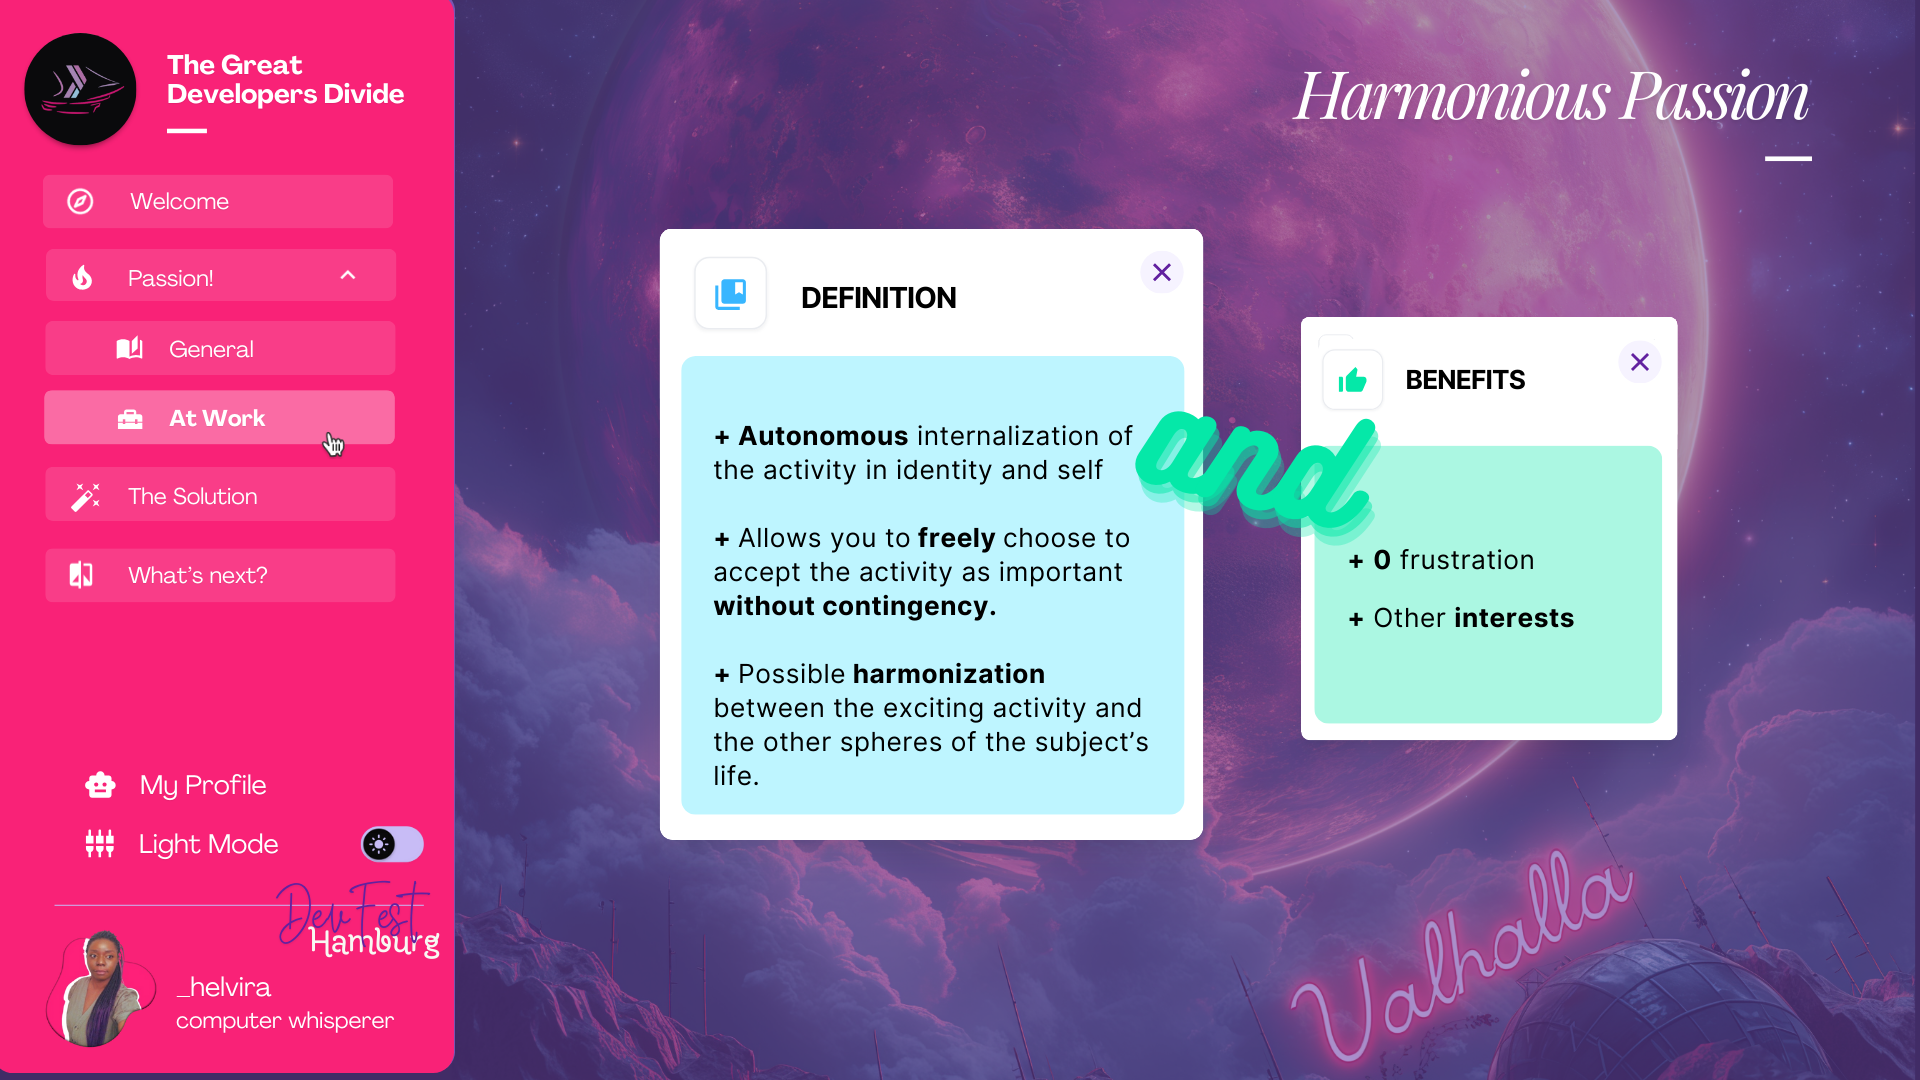 The Great
Developers Divide
Welcome
Passion!
General
At Work
The Solution
What's next?
My Profile
Light Mode
DevFest
Hamburg
_helvira
computer whisperer
Harmonious Passion
DEFINITION
+ Autonomous internalization of
the activity in identity and self
+ Allows you to freely choose to
accept the activity as important
without contingency.
+ Possible harmonization
between the exciting activity and
the other spheres of the subject's
life.
and
BENEFITS
+ 0 frustration
+ Other interests
Valhalla